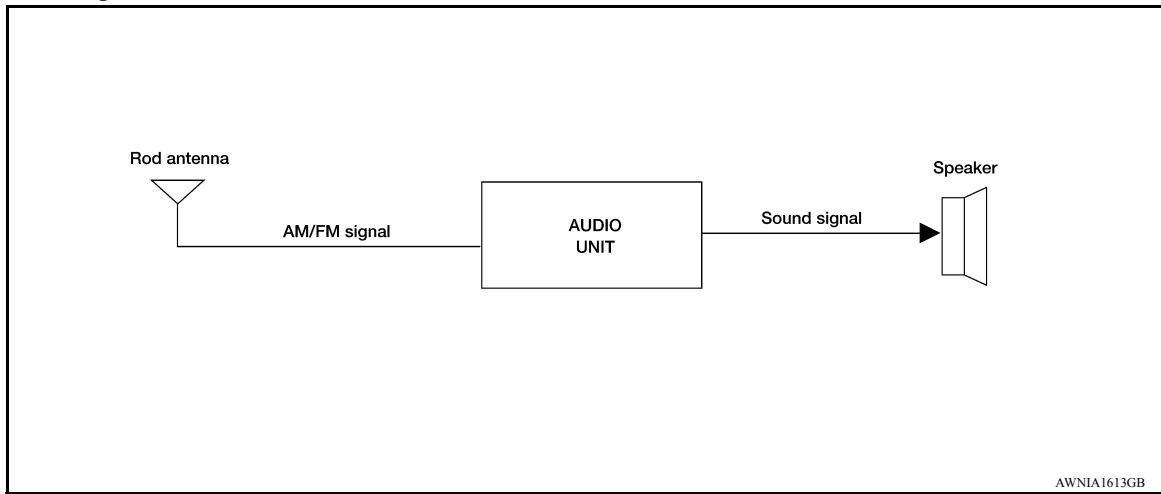 Rod antenna
Speaker
AM/FM signal
AUDIO
UNIT
Sound signal
AWNIA1613GB